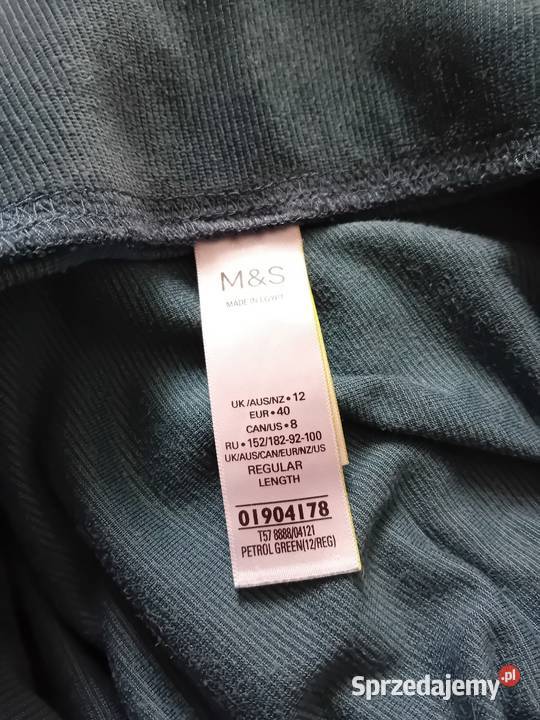 M&S
MADE IN EGYPT
UK/AUS/NZ • 12
EUR • 40
CAN/US • 8
RU • 152/182-92-100
UK/AUS/CAN/EUR/NZ/US
REGULAR
LENGTH
01904178
T57 8888/04121
PETROL GREEN(12/REG)
Sprzedajemy.pl